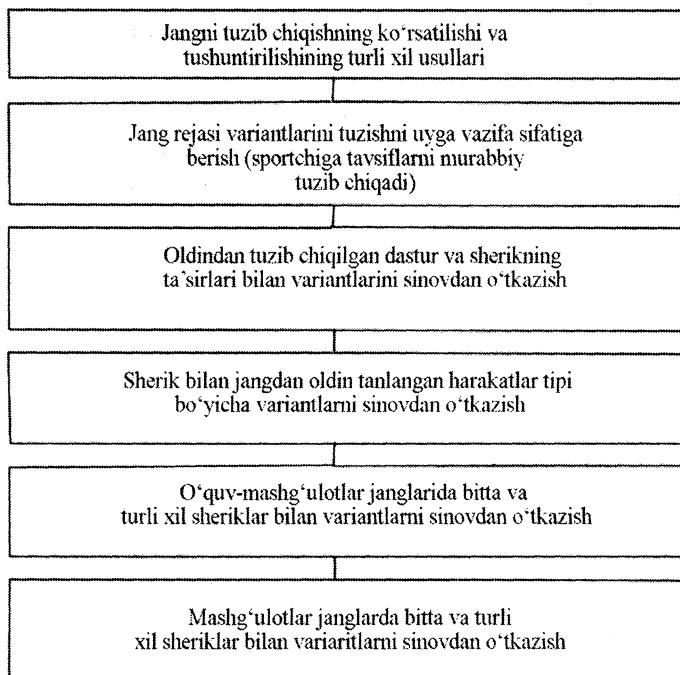 Jangni tuzib chiqishning ko‘rsatilishi va
tushuntirilishining turli xil usullari
Jang rejasi variantlarini tuzishni uyga vazifa sifatiga
berish (sportchiga tavsiflarni murabbiy
tuzib chiqadi)
Oldindan tuzib chiqilgan dastur va sherikning
ta’sirlari bilan variantlarini sinovdan o‘tkazish
Sherik bilan jangdan oldin tanlangan harakatlar tipi
bo‘yicha variantlarni sinovdan o‘tkazish
O‘quv-mashg‘ulotlar janglarida bitta va
turli xil sheriklar bilan variantlarni sinovdan o‘tkazish
Mashg‘ulotlar janglarda bitta va turli
xil sheriklar bilan variaritlarni sinovdan o‘tkazish